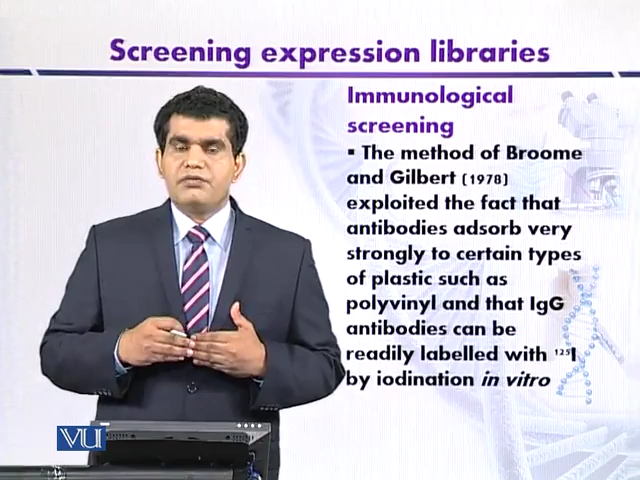 Screening expression libraries
Immunological
screening
▪ The method of Broome
and Gilbert (1978)
exploited the fact that
antibodies adsorb very
strongly to certain types
of plastic such as
polyvinyl and that IgG
antibodies can be
readily labelled with ¹²⁵I
by iodination in vitro
VU